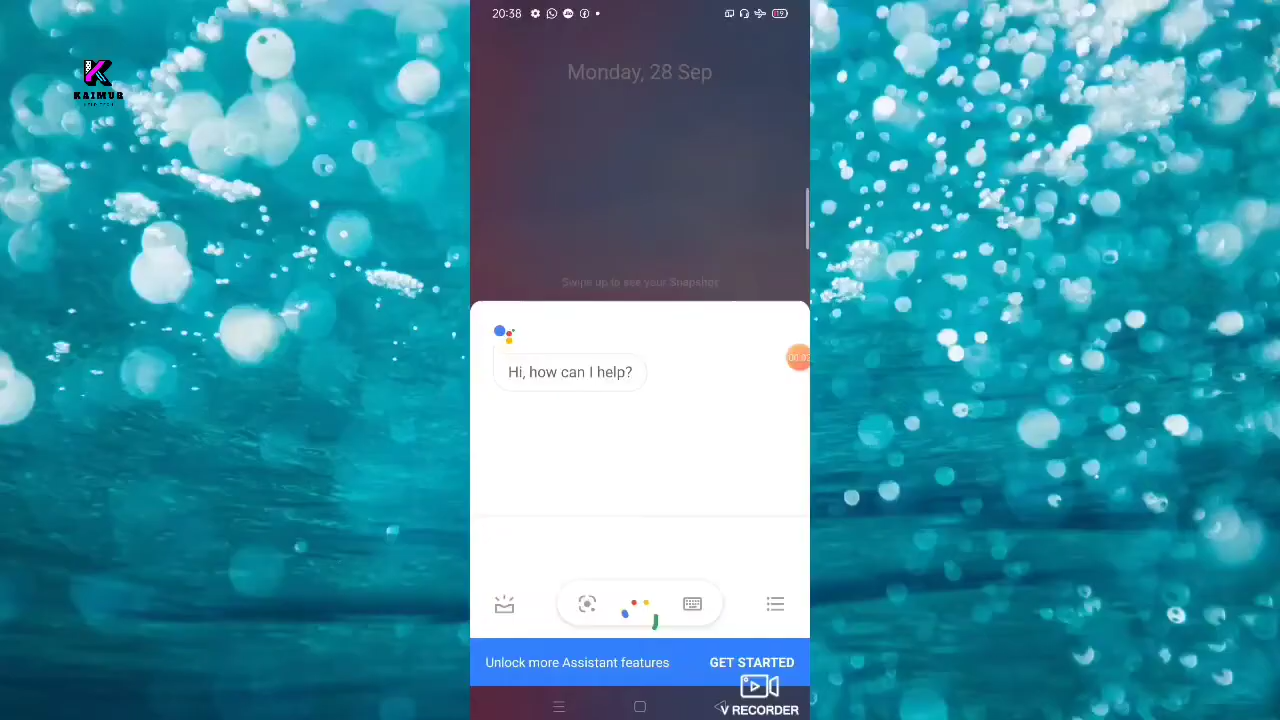 20:38
Monday, 28 Sep
Swipe up to see your Snapshot
Hi, how can I help?
Unlock more Assistant features
GET STARTED
V RECORDER
KAIMUR